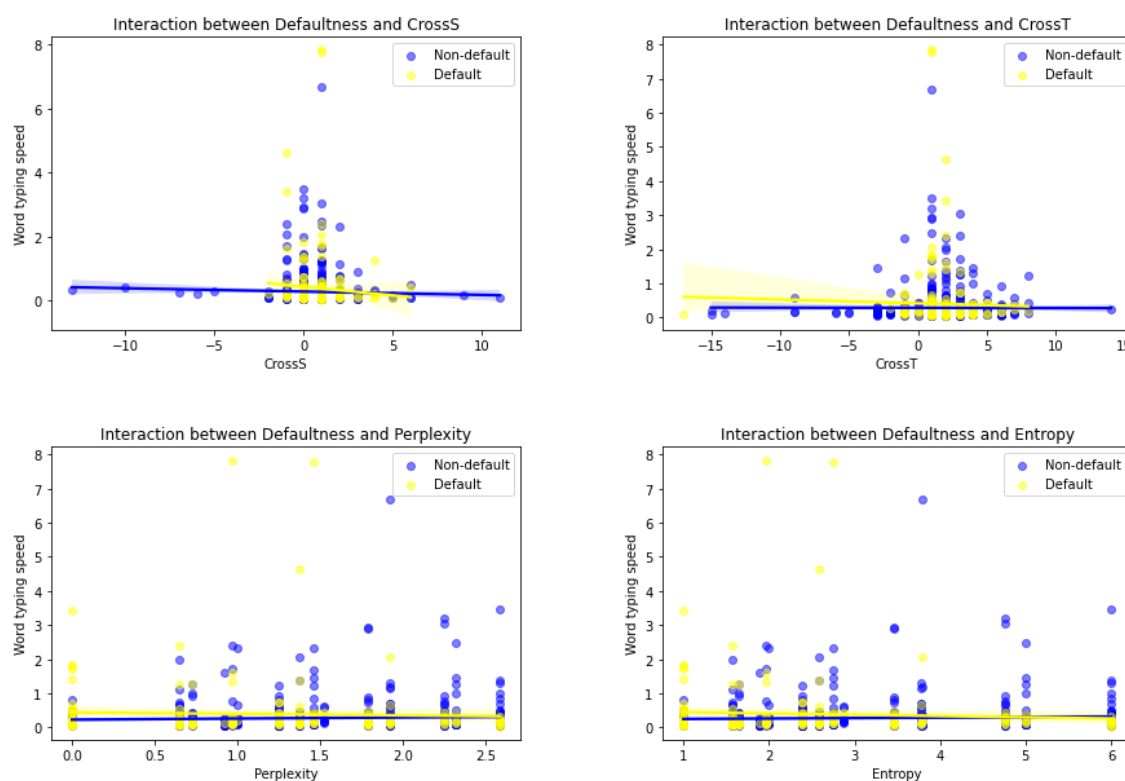 Interaction between Defaultness and CrossS
Non-default
Default
Word typing speed
8
6
4
2
0
−10
−5
0
5
10
CrossS
Interaction between Defaultness and CrossT
Non-default
Default
Word typing speed
8
7
6
5
4
3
2
1
0
−15
−10
−5
0
5
10
15
CrossT
Interaction between Defaultness and Perplexity
Non-default
Default
Word typing speed
8
7
6
5
4
3
2
1
0
0.0
0.5
1.0
1.5
2.0
2.5
Perplexity
Interaction between Defaultness and Entropy
Non-default
Default
Word typing speed
8
7
6
5
4
3
2
1
0
1
2
3
4
5
6
Entropy